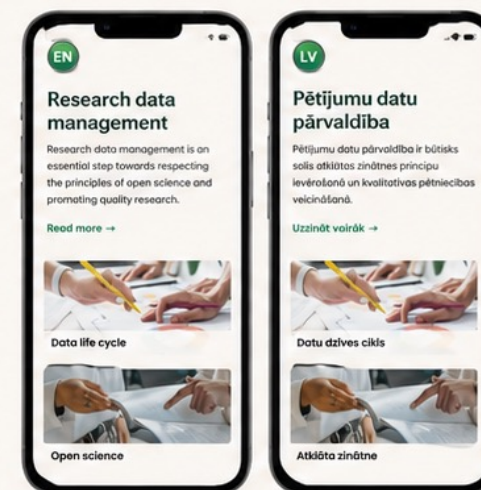 EN
Research data
management
Research data management is an
essential step towards respecting
the principles of open science and
promoting quality research.
Read more →
Data life cycle
Open science
LV
Pētījumu datu
pārvaldība
Pētījumu datu pārvaldība ir būtisks
solis atklātas zinātnes principu
ievērošanā un kvalitatīvas pētniecības
veicināšanā.
Uzzināt vairāk →
Datu dzīves cikls
Atklāta zinātne